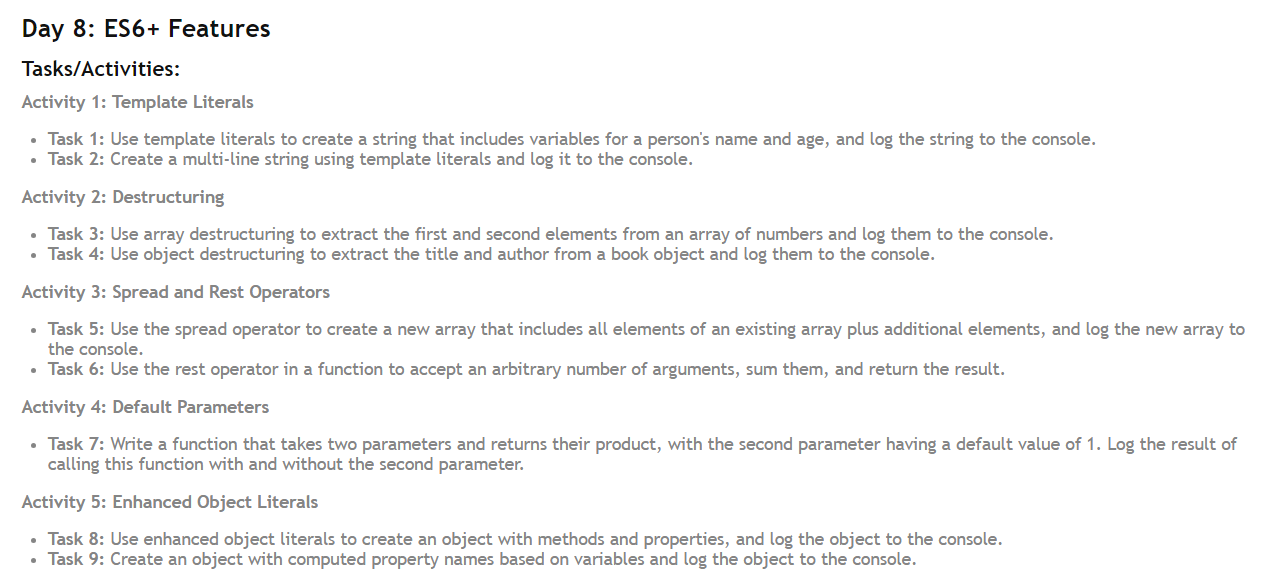 Day 8: ES6+ Features
Tasks/Activities:
Activity 1: Template Literals
• Task 1: Use template literals to create a string that includes variables for a person's name and age, and log the string to the console.
• Task 2: Create a multi-line string using template literals and log it to the console.
Activity 2: Destructuring
• Task 3: Use array destructuring to extract the first and second elements from an array of numbers and log them to the console.
• Task 4: Use object destructuring to extract the title and author from a book object and log them to the console.
Activity 3: Spread and Rest Operators
• Task 5: Use the spread operator to create a new array that includes all elements of an existing array plus additional elements, and log the new array to
the console.
• Task 6: Use the rest operator in a function to accept an arbitrary number of arguments, sum them, and return the result.
Activity 4: Default Parameters
• Task 7: Write a function that takes two parameters and returns their product, with the second parameter having a default value of 1. Log the result of
calling this function with and without the second parameter.
Activity 5: Enhanced Object Literals
• Task 8: Use enhanced object literals to create an object with methods and properties, and log the object to the console.
• Task 9: Create an object with computed property names based on variables and log the object to the console.